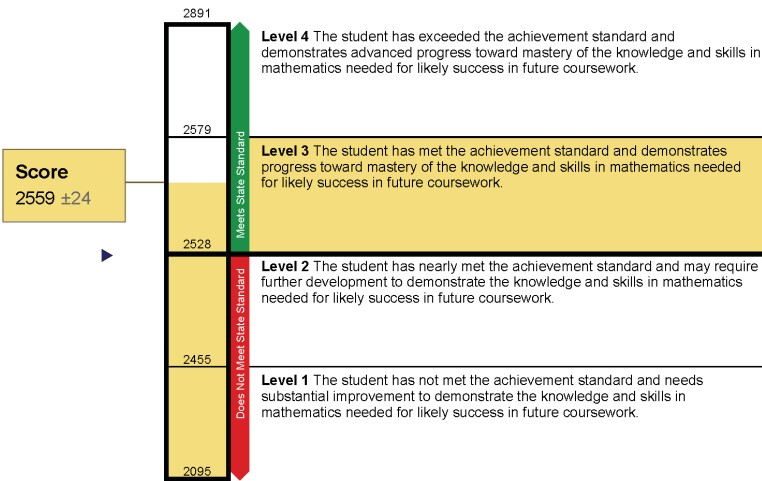 2891
Level 4 The student has exceeded the achievement standard and
demonstrates advanced progress toward mastery of the knowledge and skills in
mathematics needed for likely success in future coursework.
2579
Meets State Standard
Level 3 The student has met the achievement standard and demonstrates
progress toward mastery of the knowledge and skills in mathematics needed
for likely success in future coursework.
Score
2559 ±24
2528
Level 2 The student has nearly met the achievement standard and may require
further development to demonstrate the knowledge and skills in mathematics
needed for likely success in future coursework.
Does Not Meet State Standard
2455
Level 1 The student has not met the achievement standard and needs
substantial improvement to demonstrate the knowledge and skills in
mathematics needed for likely success in future coursework.
2095